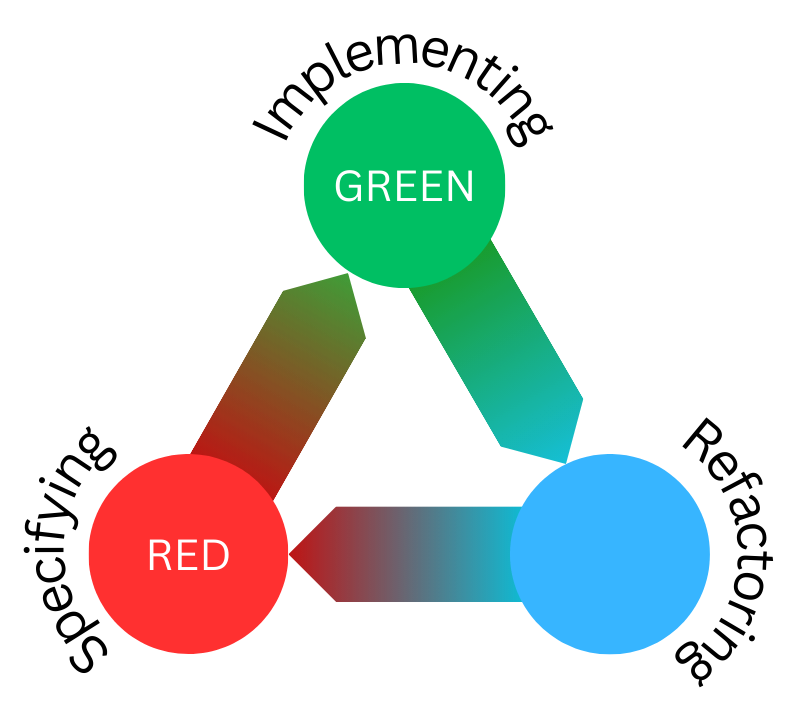 Implementing
GREEN
Specifying
RED
Refactoring